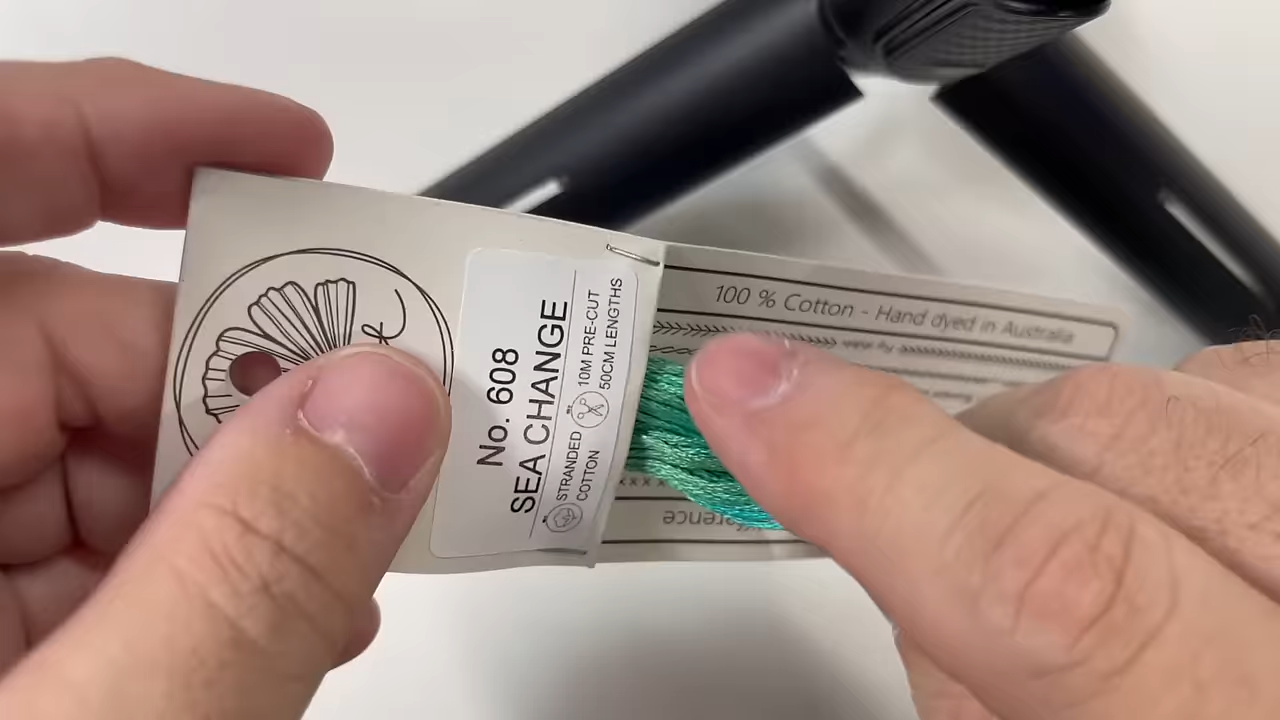 No. 608
SEA CHANGE
STRANDED
COTTON
10M PRE-CUT
50CM LENGTHS
100 % Cotton - Hand dyed in Australia